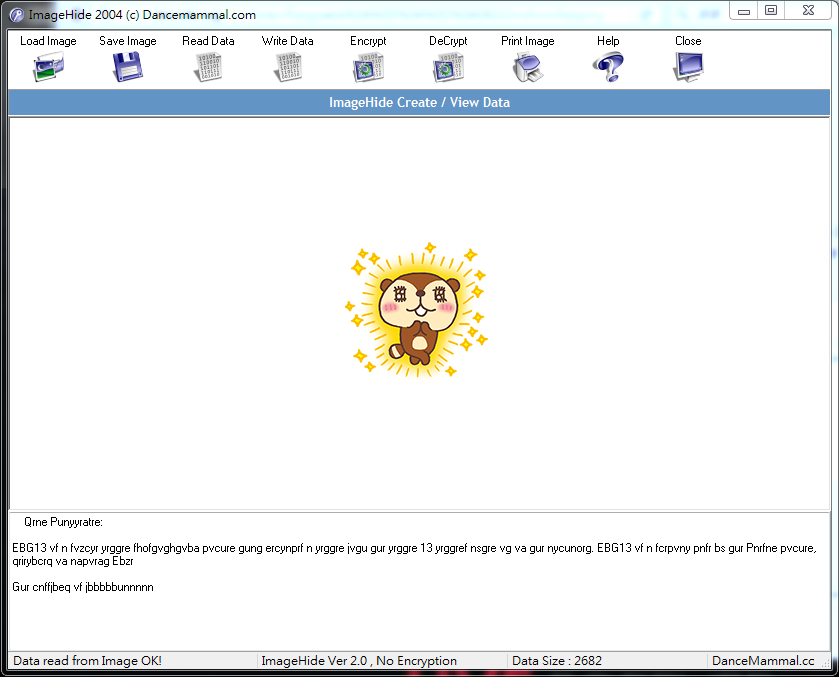 ImageHide 2004 (c) Dancemammal.com
Load Image Save Image Read Data Write Data Encrypt DeCrypt Print Image Help Close
ImageHide Create / View Data
Qrne Punyyratre:
EBG13 vf n fvzcyr yrggre fhofgvghgvba pvcure gung ercynprf n yrggre jvgu gur yrggre 13 yrggref nsgre vg va gur nycunorg. EBG13 vf n fcrpvny pnfr bs gur Pnrfne pvcure,
qrirybcrq va napvrag Ebzr
Gur cnffjbeq vf jbbbbbunnnnn
Data read from Image OK! ImageHide Ver 2.0 , No Encryption Data Size : 2682 DanceMammal.cc